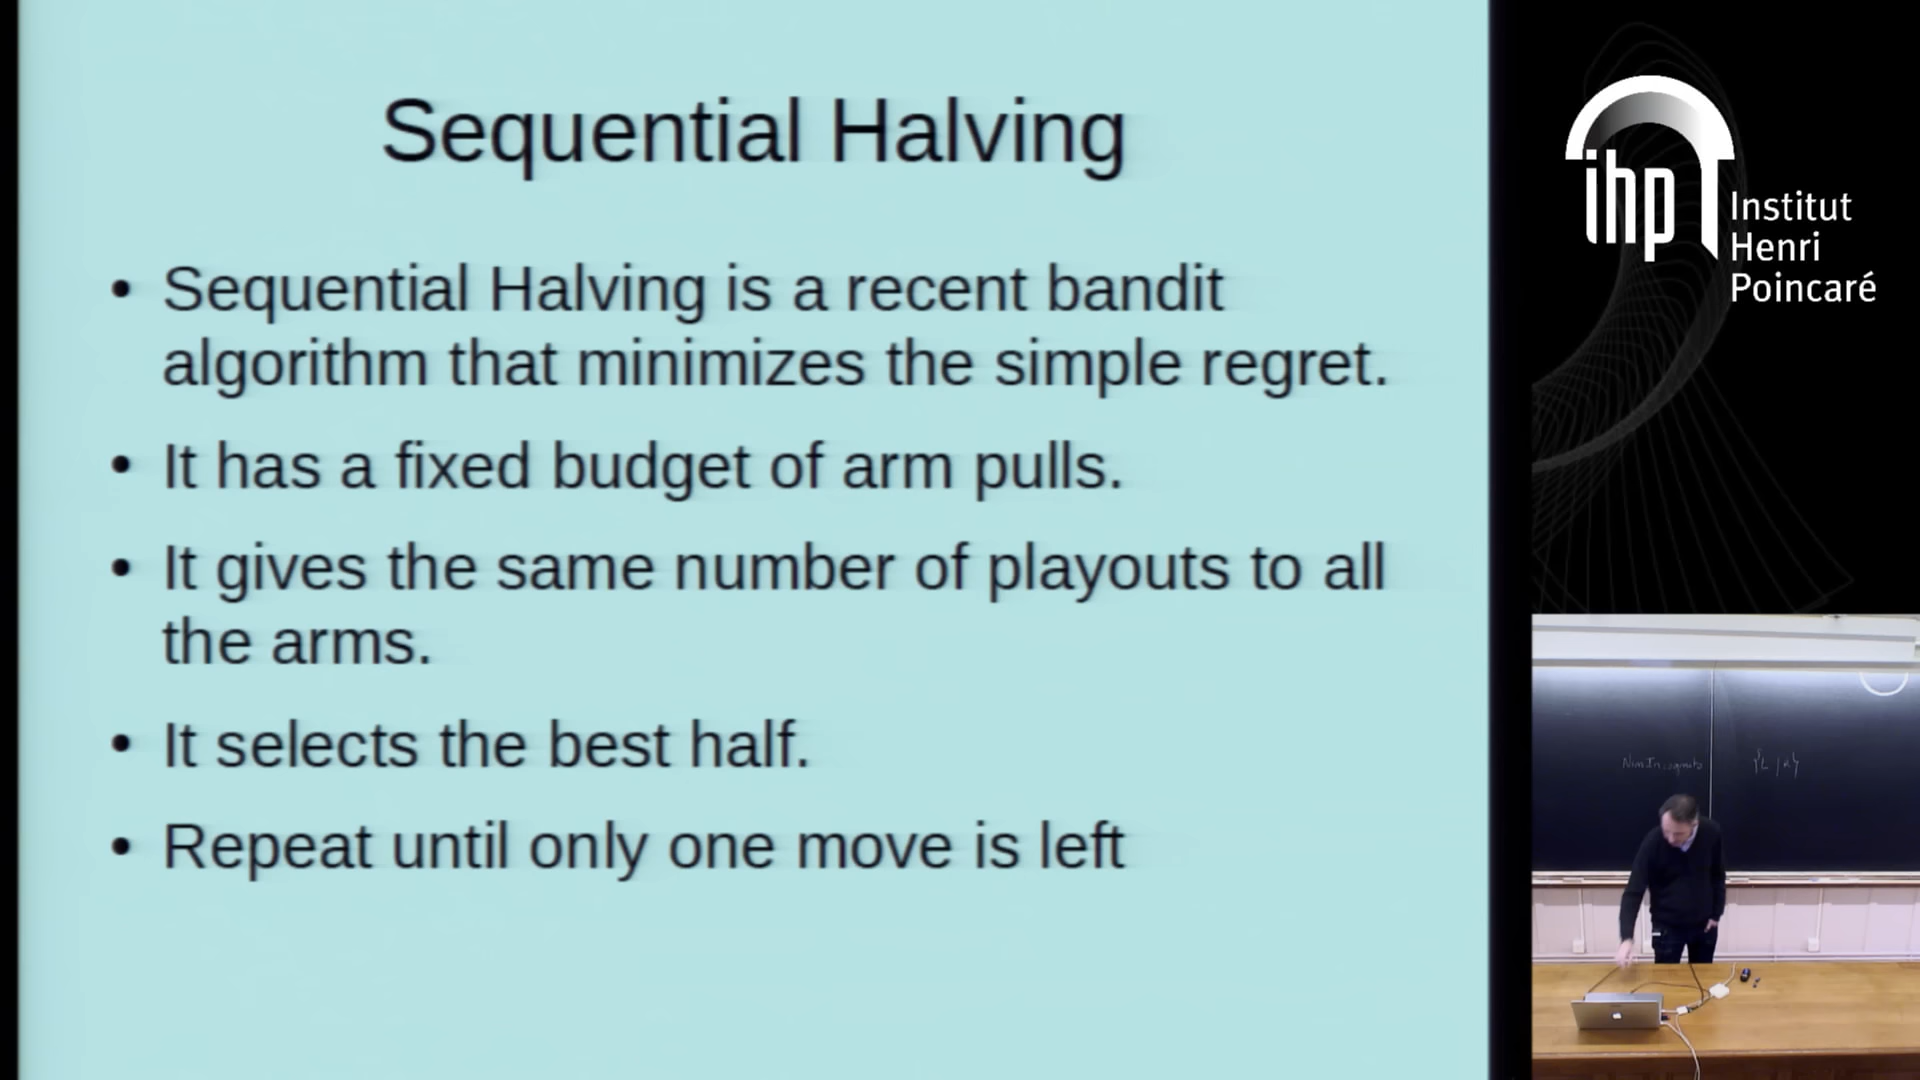 Sequential Halving
• Sequential Halving is a recent bandit
algorithm that minimizes the simple regret.
• It has a fixed budget of arm pulls.
• It gives the same number of playouts to all
the arms.
• It selects the best half.
• Repeat until only one move is left
ihp
Institut
Henri
Poincaré